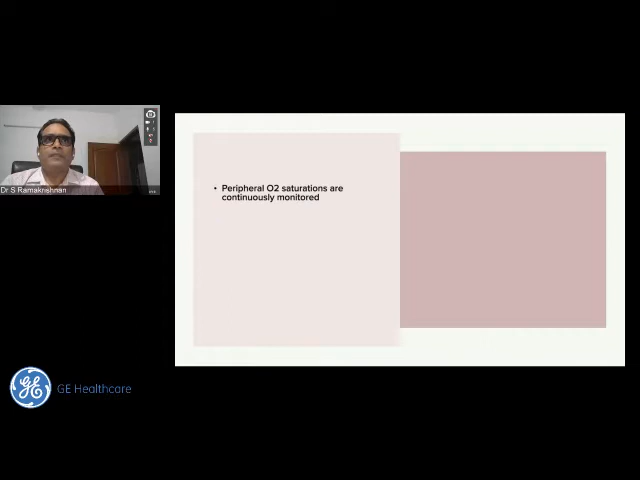 Dr S Ramakrishnan
• Peripheral O2 saturations are
continuously monitored
GE Healthcare